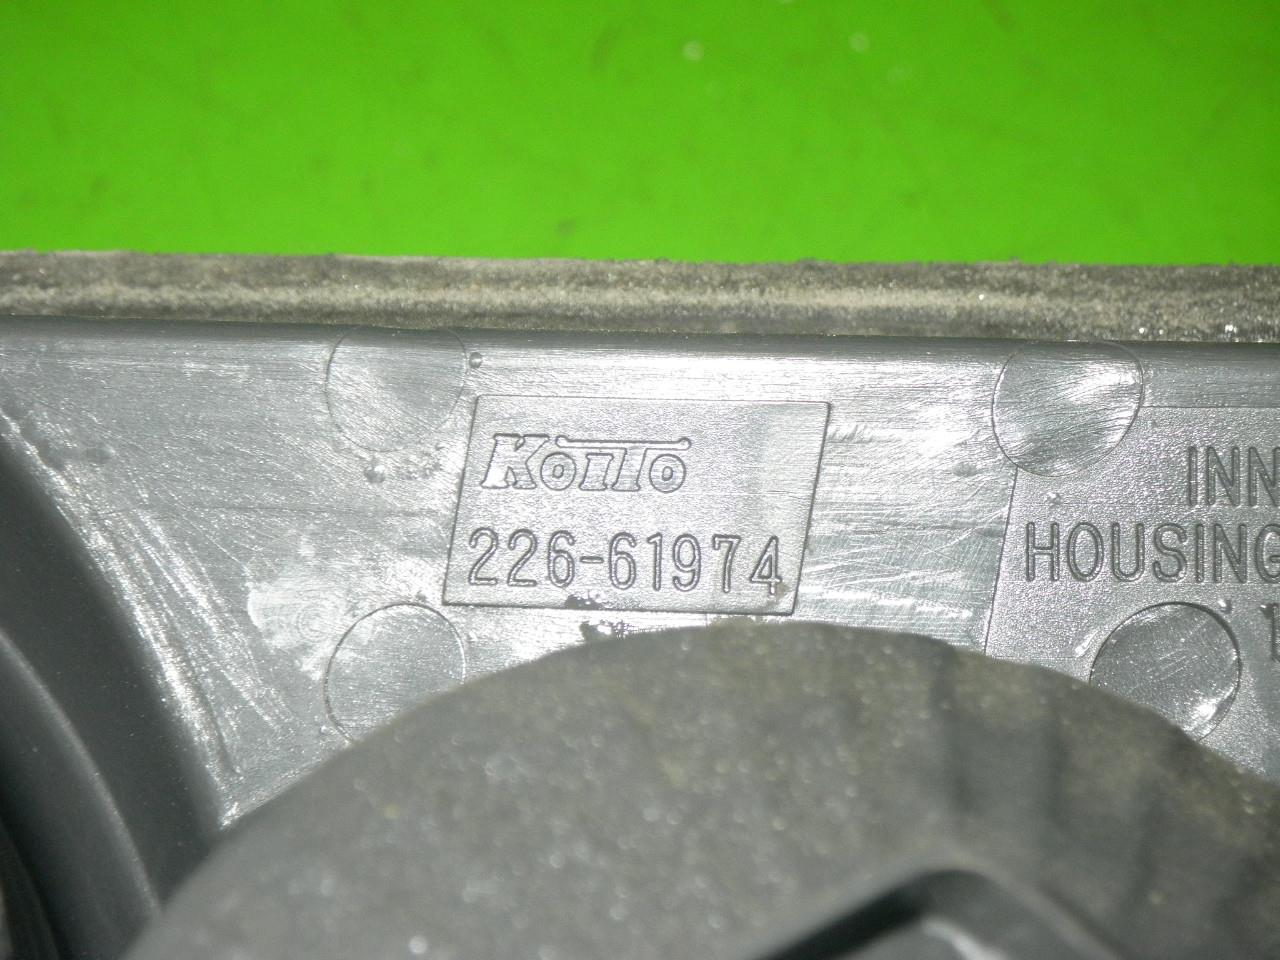 KOITO
226-61974
INN
HOUSING